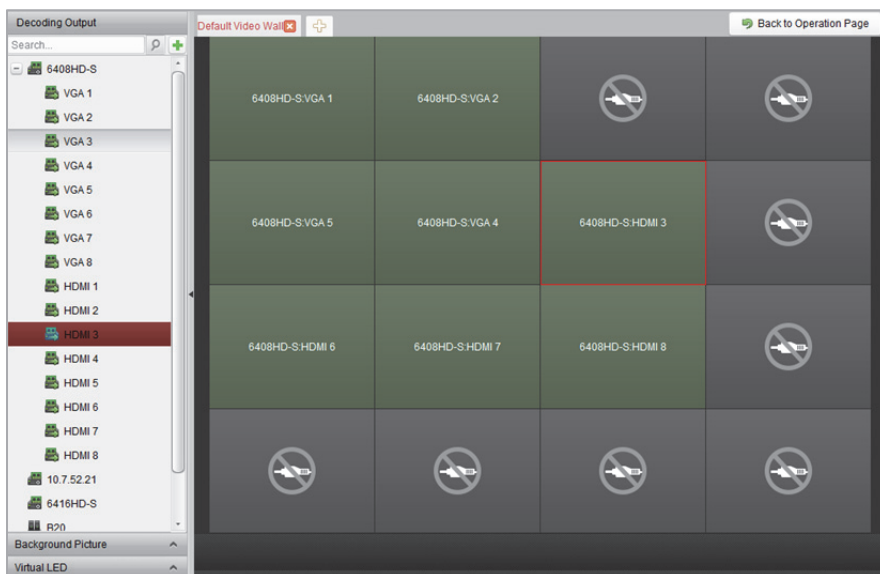 Decoding Output
Search...
6408HD-S
VGA 1
VGA 2
VGA 3
VGA 4
VGA 5
VGA 6
VGA 7
VGA 8
HDMI 1
HDMI 2
HDMI 3
HDMI 4
HDMI 5
HDMI 6
HDMI 7
HDMI 8
10.7.52.21
6416HD-S
B20
Background Picture
Virtual LED
Default Video Wall
Back to Operation Page
6408HD-S:VGA 1 6408HD-S:VGA 2
6408HD-S:VGA 5 6408HD-S:VGA 4 6408HD-S:HDMI 3
6408HD-S:HDMI 6 6408HD-S:HDMI 7 6408HD-S:HDMI 8